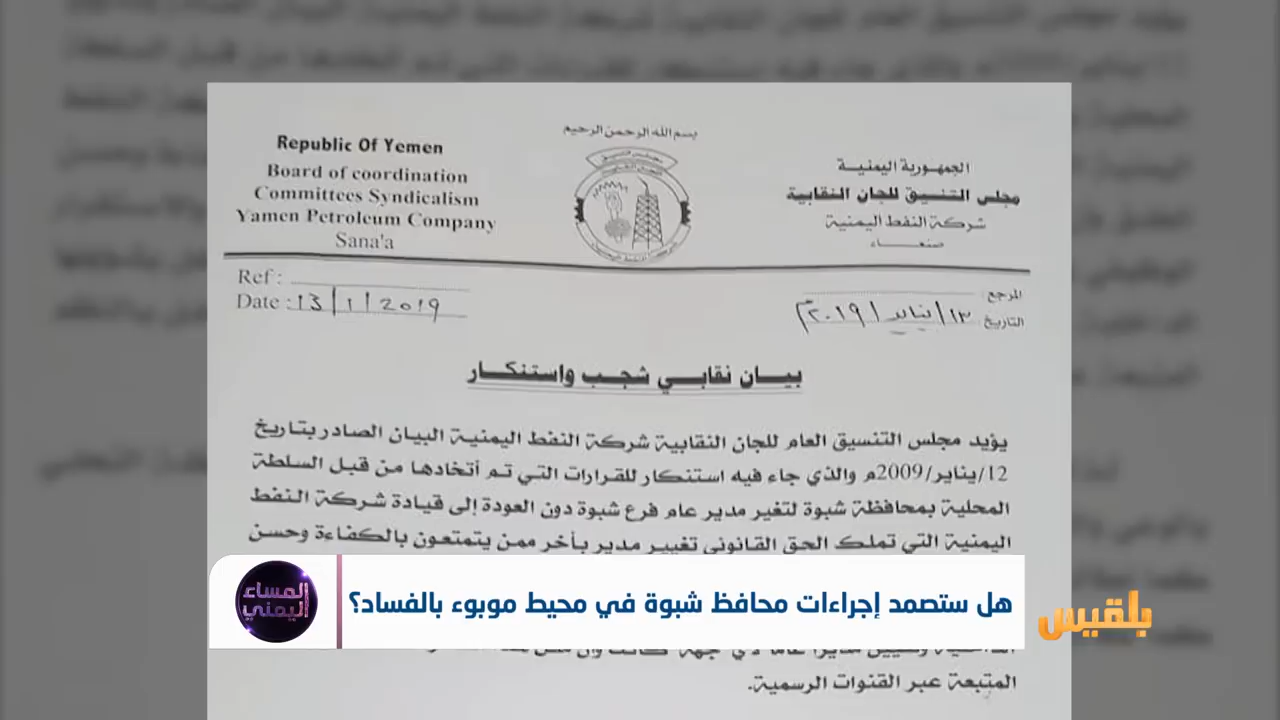 بسم الله الرحمن الرحيم
Republic Of Yemen
Board of coordination
Committees Syndicalism
Yamen Petroleum Company
Sana'a
الجمهورية اليمنية
مجلس التنسيق للجان النقابية
شركة النفط اليمنية
صنعاء
Ref :
Date : 13/1/2019
المرجع :
التاريخ : ١٣/يناير/٢٠١٩م
بيان نقابي شجب واستنكار
يؤيد مجلس التنسيق العام للجان النقابية شركة النفط اليمنية البيان الصادر بتاريخ
12/يناير/2009م والذي جاء فيه استنكار للقرارات التي تم أتخادها من قبل السلطة
المحلية بمحافظة شبوة لتغير مدير عام فرع شبوة دون العودة إلى قيادة شركة النفط
اليمنية التي تملك الحق القانوني تغيير مدير بأخر ممن يتمتعون بالكفاءة وحسن
هل ستصمد إجراءات محافظ شبوة في محيط موبوء بالفساد؟
المساء
اليمني
بلقيس
المتبعة عبر القنوات الرسمية.